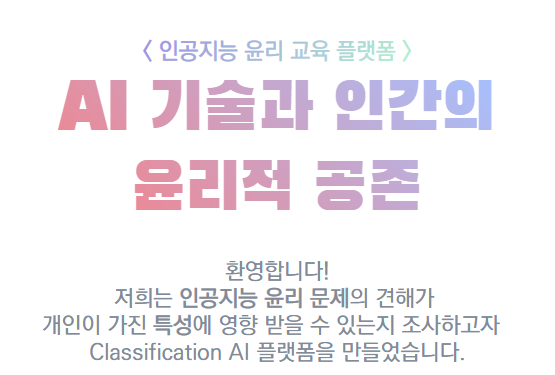 < 인공지능 윤리 교육 플랫폼 >
AI 기술과 인간의
윤리적 공존
환영합니다!
저희는 인공지능 윤리 문제의 견해가
개인이 가진 특성에 영향 받을 수 있는지 조사하고자
Classification AI 플랫폼을 만들었습니다.